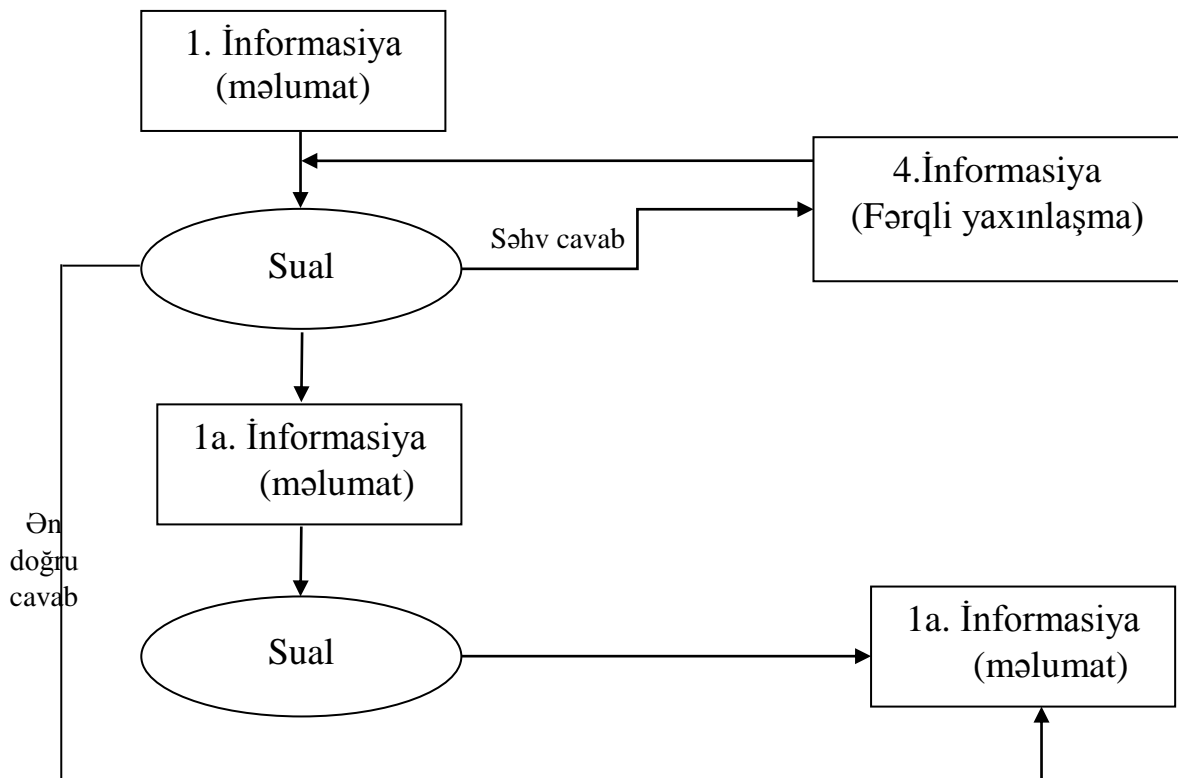 1. İnformasiya
(məlumat)
4.İnformasiya
(Fərqli yaxınlaşma)
Səhv cavab
Sual
1a. İnformasiya
(məlumat)
Ən
doğru
cavab
Sual
1a. İnformasiya
(məlumat)